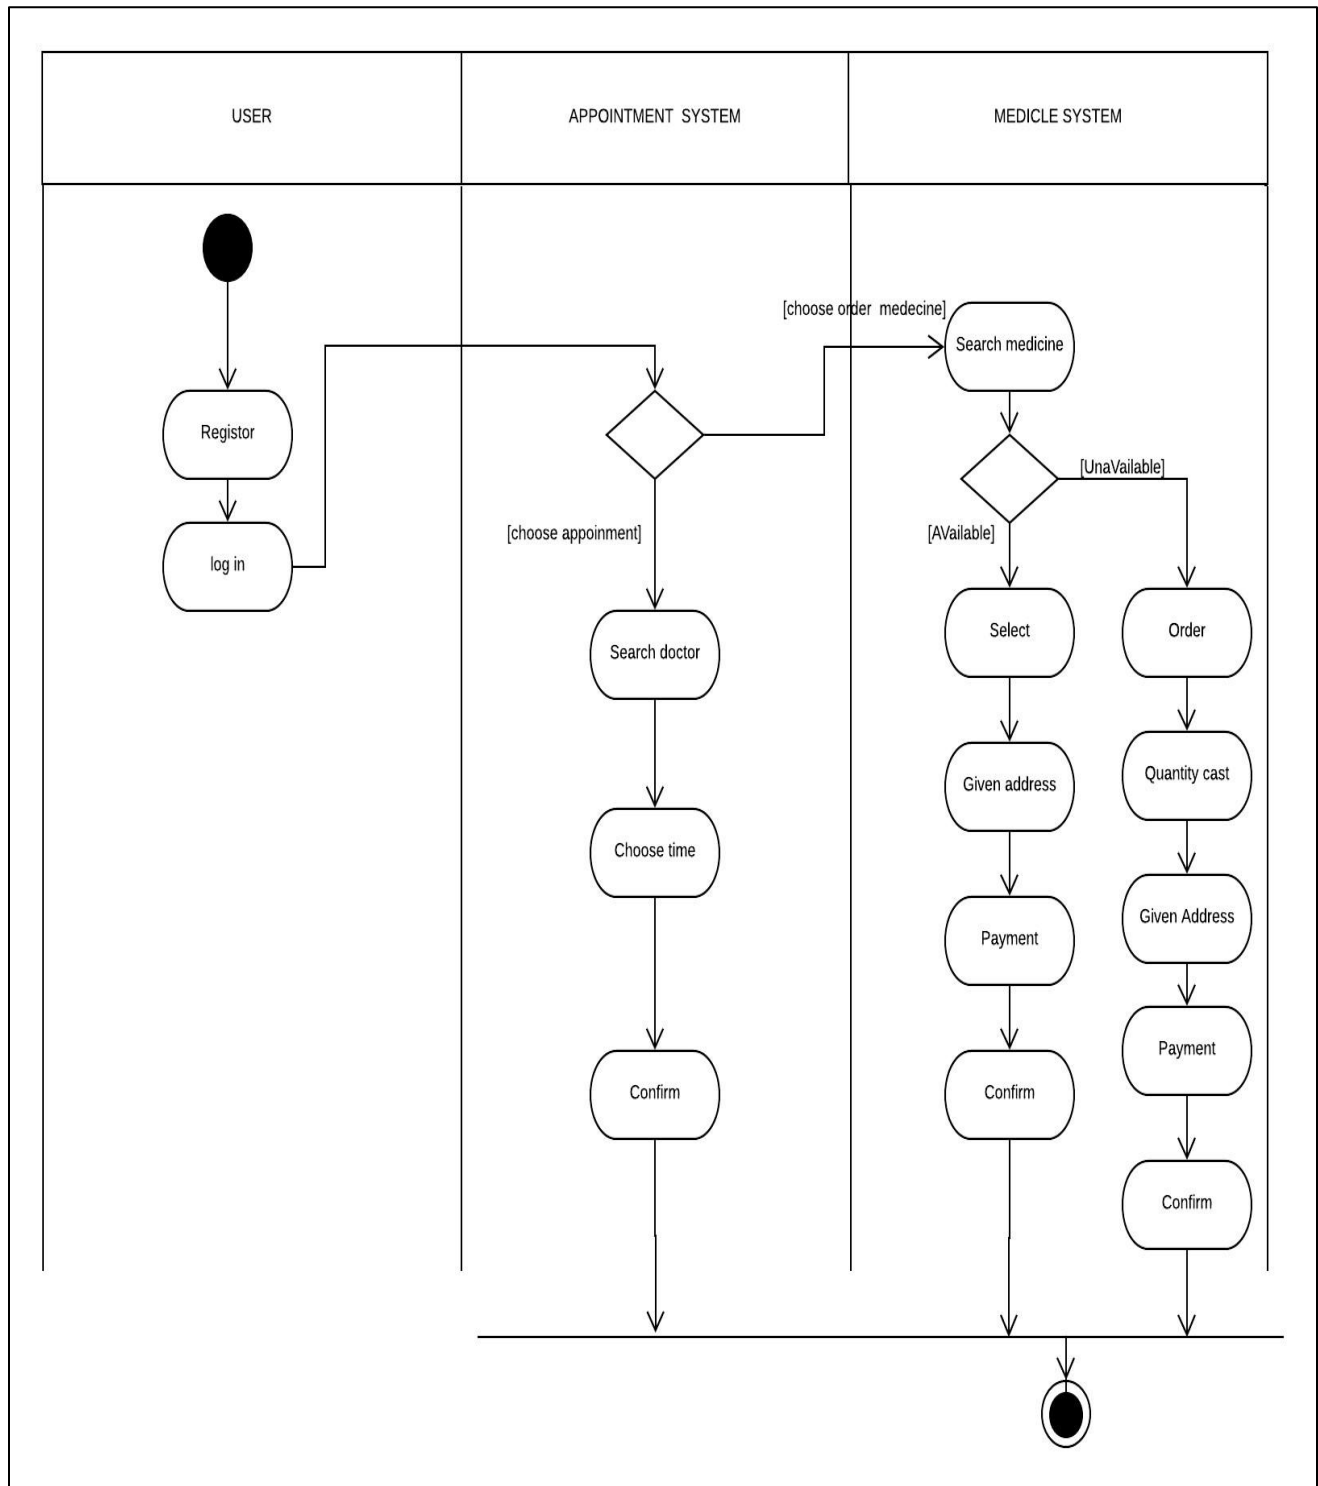 USER
APPOINTMENT SYSTEM
MEDICLE SYSTEM
Registor
log in
[choose order medecine]
[choose appoinment]
Search doctor
Choose time
Confirm
Search medicine
[UnaVailable]
[AVailable]
Select
Given address
Payment
Confirm
Order
Quantity cast
Given Address
Payment
Confirm